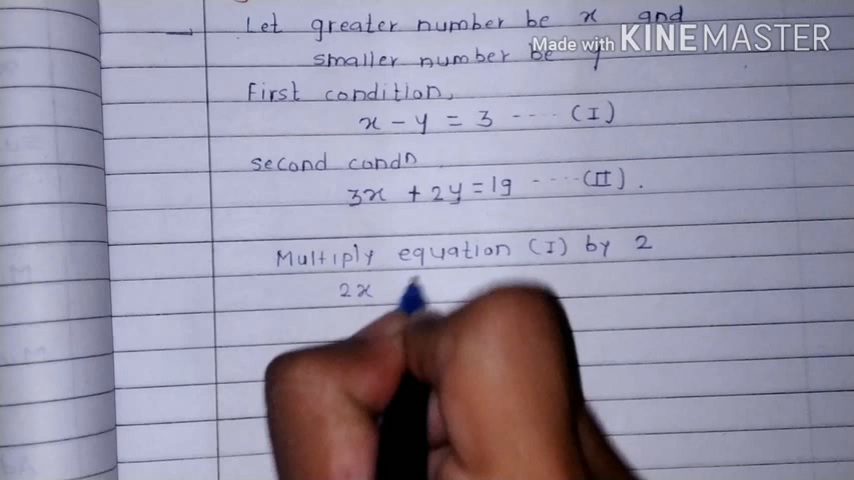 Let greater number be x and
Made with KINEMASTER
smaller number be y
First condition,
x - y = 3 ---- (I)
second condn
3x + 2y = 19 ---- (II).
Multiply equation (I) by 2
2x